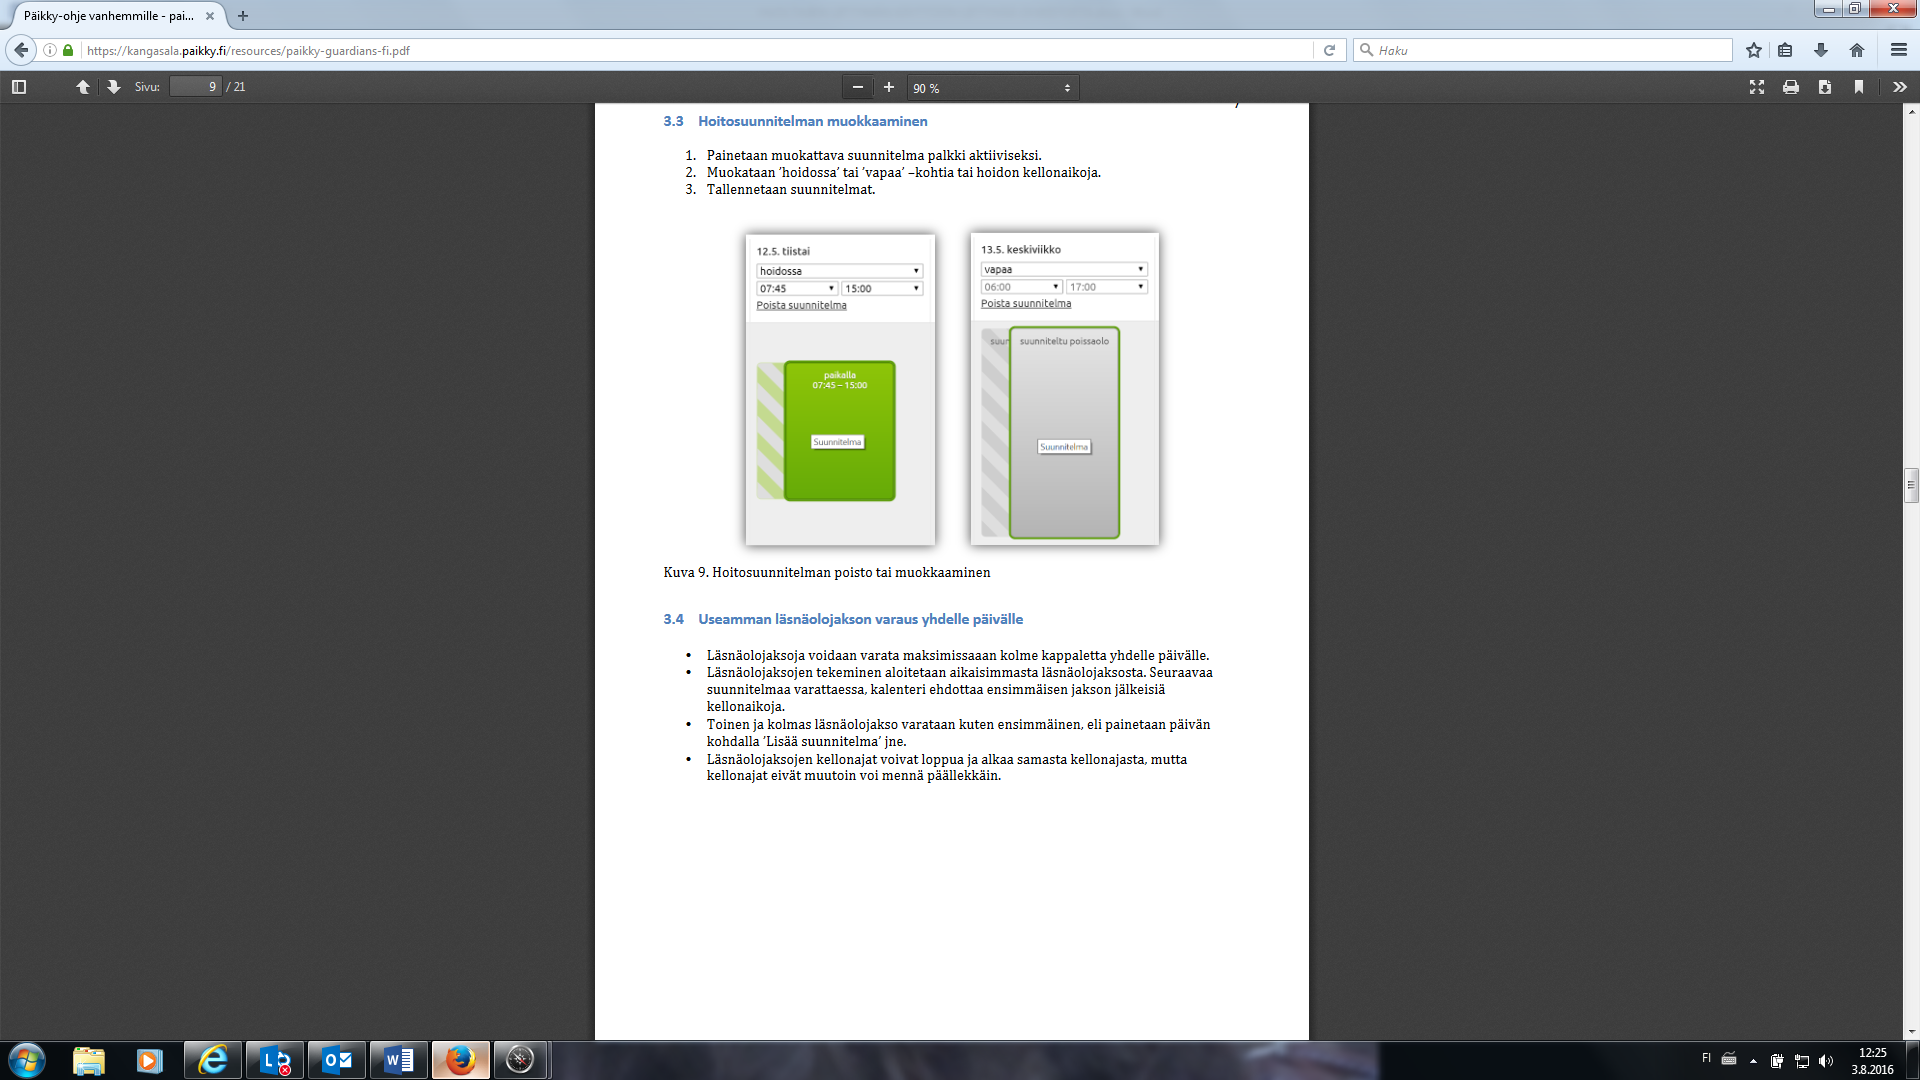 Päikky-ohje vanhemmille - pai...
https://kangasala.paikky.fi/resources/paikky-guardians-fi.pdf
Haku
Sivu: 9 / 21
90 %
3.3 Hoitosuunnitelman muokkaaminen
1. Painetaan muokattava suunnitelma palkki aktiiviseksi.
2. Muokataan 'hoidossa' tai 'vapaa' –kohtia tai hoidon kellonaikoja.
3. Tallennetaan suunnitelmat.
12.5. tiistai
hoidossa
07:45 15:00
Poista suunnitelma
paikalla
07:45 – 15:00
Suunnitelma
13.5. keskiviikko
vapaa
06:00 17:00
Poista suunnitelma
suur
suunniteltu poissaolo
Suunnitelma
Kuva 9. Hoitosuunnitelman poisto tai muokkaaminen
3.4 Useamman läsnäolojakson varaus yhdelle päivälle
• Läsnäolojaksoja voidaan varata maksimissaaan kolme kappaletta yhdelle päivälle.
• Läsnäolojaksojen tekeminen aloitetaan aikaisimmasta läsnäolojaksosta. Seuraavaa
suunnitelmaa varattaessa, kalenteri ehdottaa ensimmäisen jakson jälkeisiä
kellonaikoja.
• Toinen ja kolmas läsnäolojakso varataan kuten ensimmäinen, eli painetaan päivän
kohdalla 'Lisää suunnitelma' jne.
• Läsnäolojaksojen kellonajat voivat loppua ja alkaa samasta kellonajasta, mutta
kellonajat eivät muutoin voi mennä päällekkäin.
FI
12:25
3.8.2016